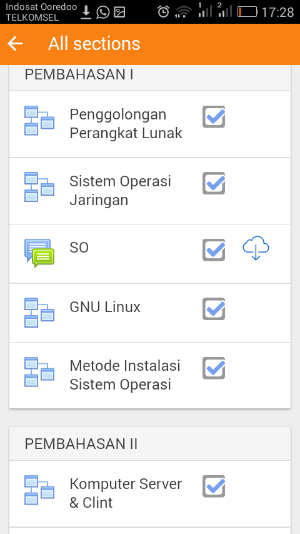 Indosat Ooredoo
TELKOMSEL
17:28
All sections
PEMBAHASAN I
Penggolongan
Perangkat Lunak
Sistem Operasi
Jaringan
SO
GNU Linux
Metode Instalasi
Sistem Operasi
PEMBAHASAN II
Komputer Server
& Clint